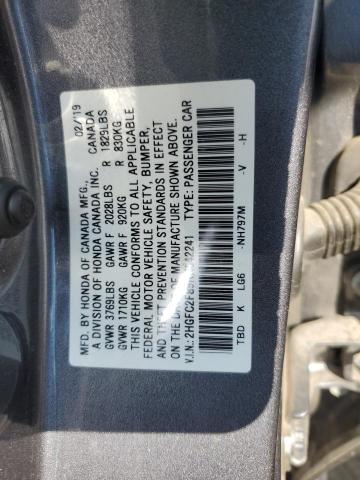 MFD. BY HONDA OF CANADA MFG., 02/19
A DIVISION OF HONDA CANADA INC. CANADA
GVWR 3769LBS GAWR F 2028LBS R 1829LBS
GVWR 1710KG GAWR F 920KG R 830KG
THIS VEHICLE CONFORMS TO ALL APPLICABLE
FEDERAL MOTOR VEHICLE SAFETY, BUMPER,
AND THEFT PREVENTION STANDARDS IN EFFECT
ON THE DATE OF MANUFACTURE SHOWN ABOVE.
V.I.N.: TYPE: PASSENGER CAR
TBD K LG6 -NH797M -V -H